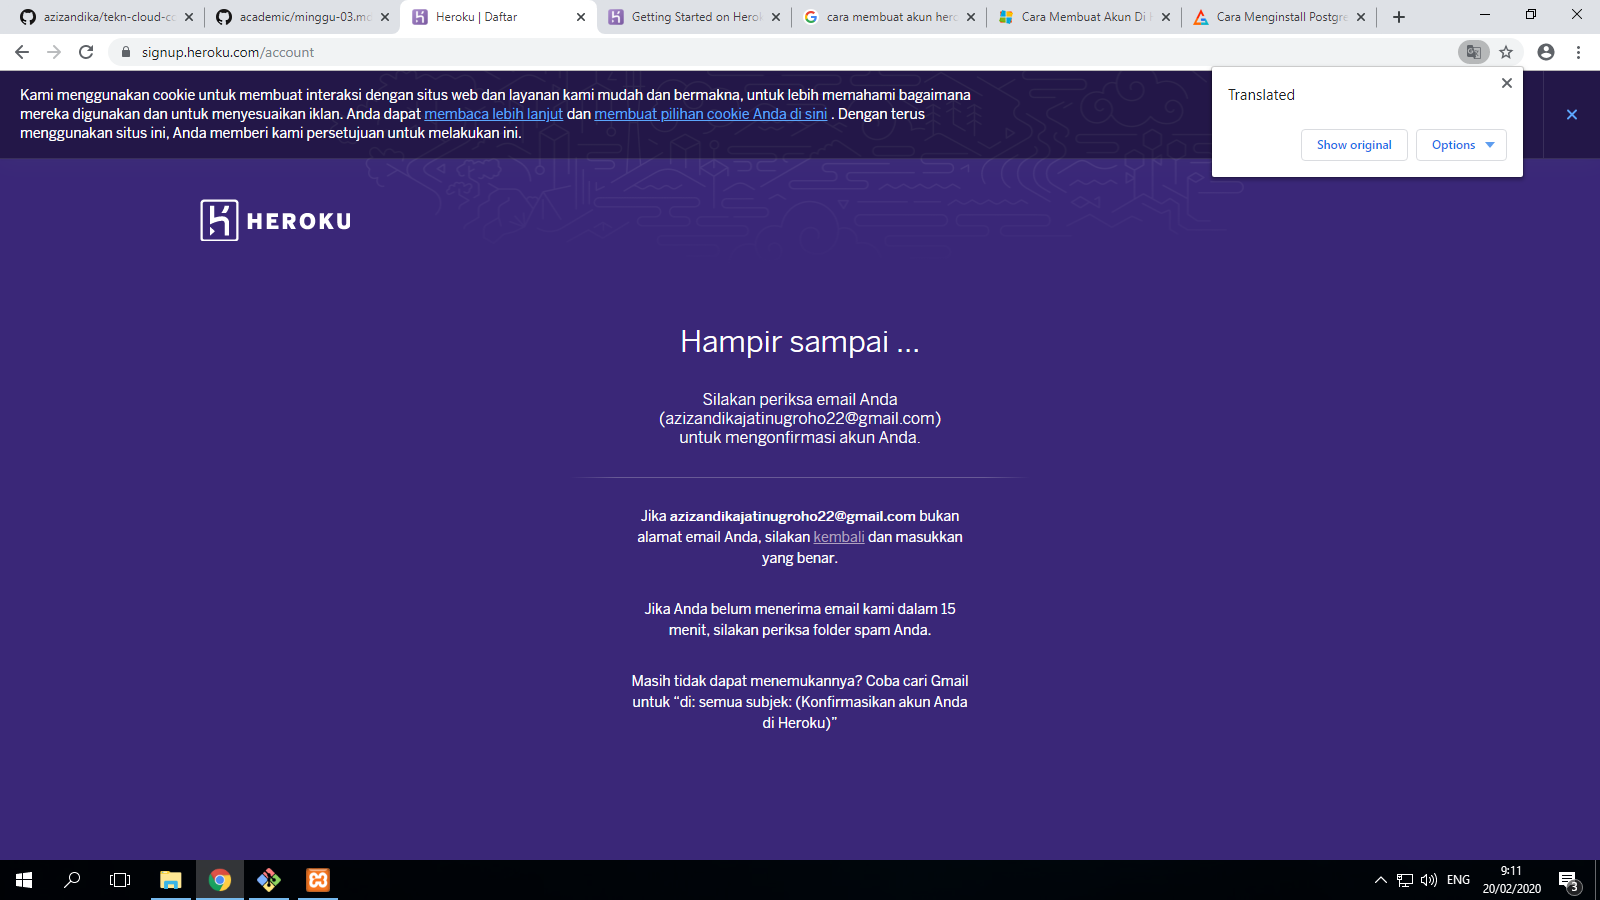 azizandika/tekn-cloud-co
academic/minggu-03.md
Heroku | Daftar
Getting Started on Herok
cara membuat akun hero
Cara Membuat Akun Di H
Cara Menginstall Postgre
signup.heroku.com/account
Translated
Show original
Options
Kami menggunakan cookie untuk membuat interaksi dengan situs web dan layanan kami mudah dan bermakna, untuk lebih memahami bagaimana
mereka digunakan dan untuk menyesuaikan iklan. Anda dapat membaca lebih lanjut dan membuat pilihan cookie Anda di sini . Dengan terus
menggunakan situs ini, Anda memberi kami persetujuan untuk melakukan ini.
HEROKU
Hampir sampai ...
Silakan periksa email Anda
(azizandikajatinugroho22@gmail.com)
untuk mengonfirmasi akun Anda.
Jika azizandikajatinugroho22@gmail.com bukan
alamat email Anda, silakan kembali dan masukkan
yang benar.
Jika Anda belum menerima email kami dalam 15
menit, silakan periksa folder spam Anda.
Masih tidak dapat menemukannya? Coba cari Gmail
untuk “di: semua subjek: (Konfirmasikan akun Anda
di Heroku)”
ENG
9:11
20/02/2020
3